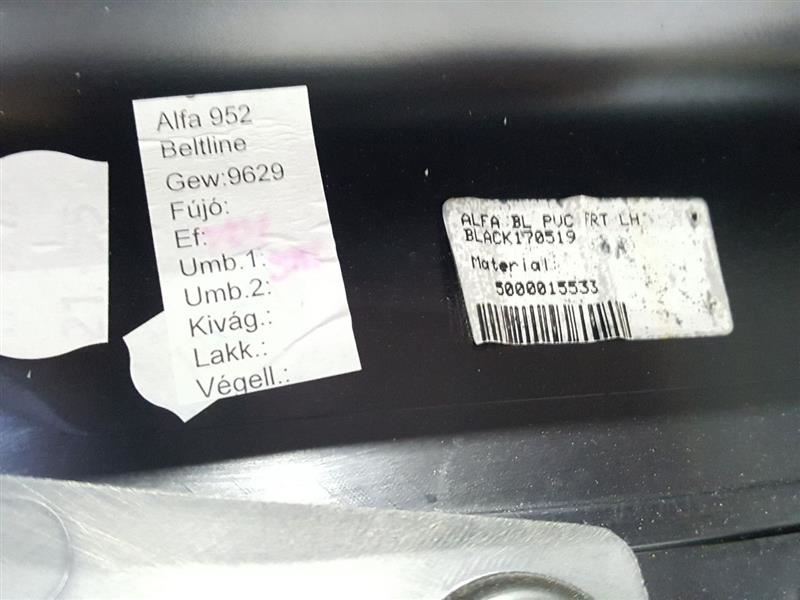 Alfa 952
Beltline
Gew:9629
Fújó:
Ef:
Umb.1:
Umb.2:
Kivág.:
Lakk.:
Végell.:
ALFA BL PVC FRT LH
BLACK170519
Material:
5000015533